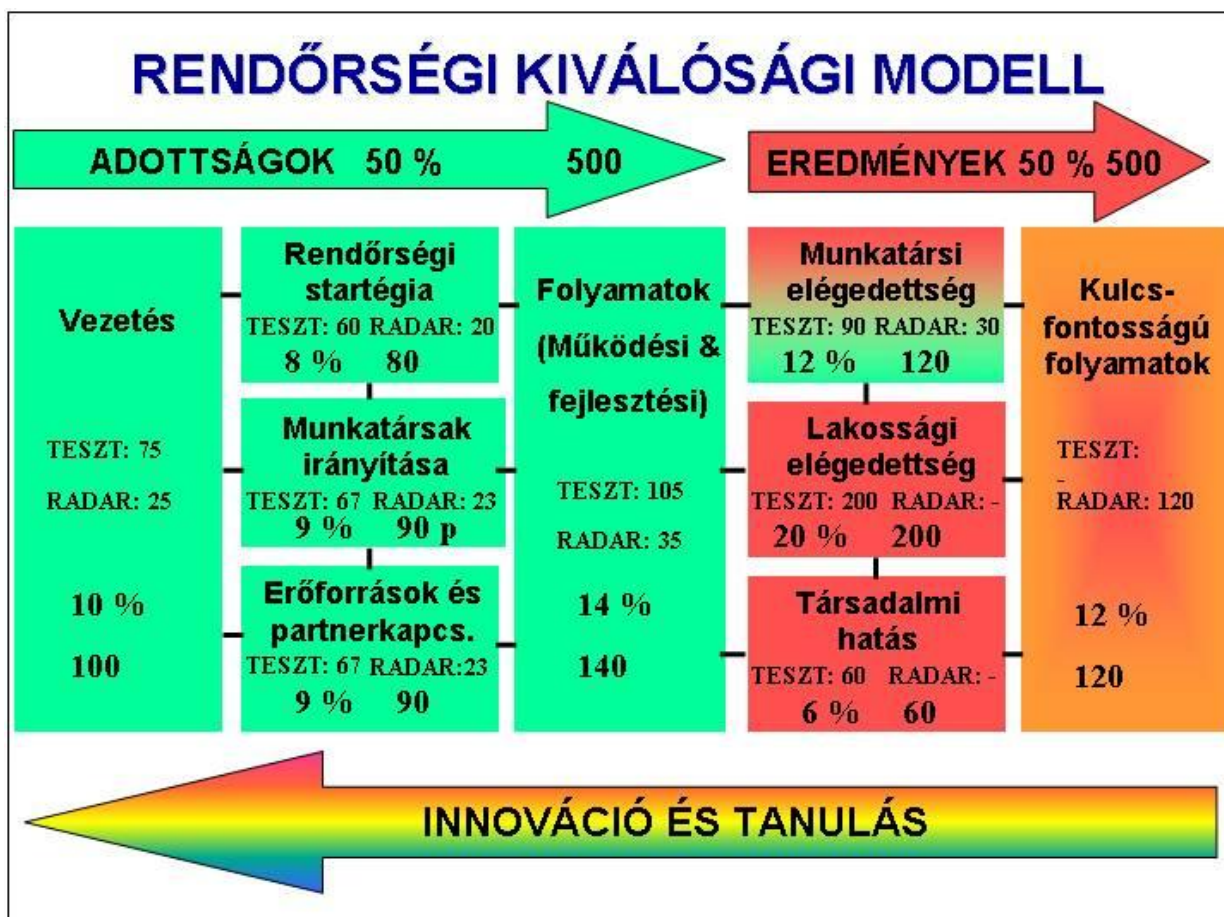 RENDŐRSÉGI KIVÁLÓSÁGI MODELL
ADOTTSÁGOK 50 % 500
EREDMÉNYEK 50 % 500
Vezetés
TESZT: 75
RADAR: 25
10 %
100
Rendőrségi
startégia
TESZT: 60 RADAR: 20
8 % 80
Munkatársak
irányítása
TESZT: 67 RADAR: 23
9 % 90 p
Erőforrások és
partnerkapcs.
TESZT: 67 RADAR:23
9 % 90
Folyamatok
(Működési &
fejlesztési)
TESZT: 105
RADAR: 35
14 %
140
Munkatársi
elégedettség
TESZT: 90 RADAR: 30
12 % 120
Lakossági
elégedettség
TESZT: 200 RADAR: -
20 % 200
Társadalmi
hatás
TESZT: 60 RADAR: -
6 % 60
Kulcs-
fontosságú
folyamatok
TESZT:
-
RADAR: 120
12 %
120
INNOVÁCIÓ ÉS TANULÁS